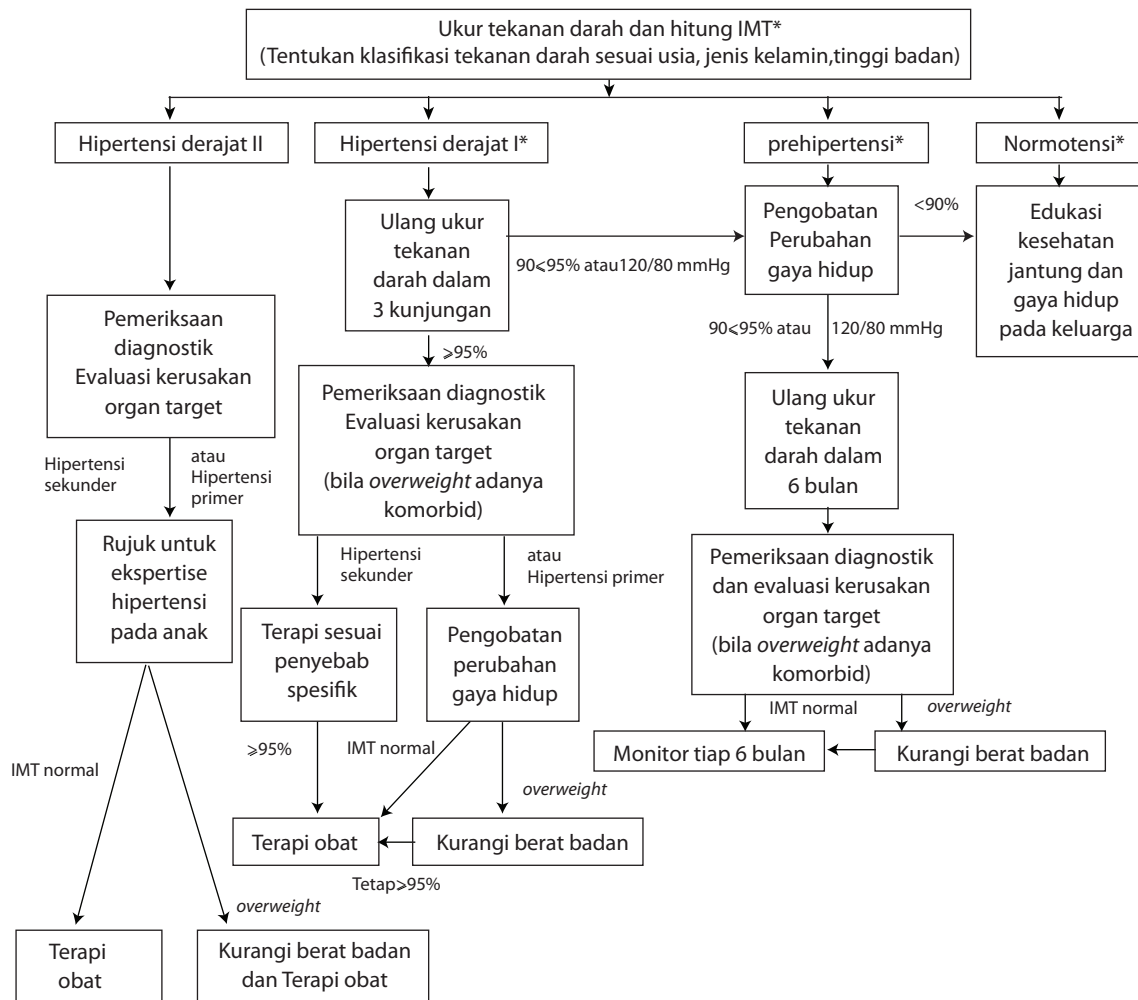 Ukur tekanan darah dan hitung IMT*
(Tentukan klasifikasi tekanan darah sesuai usia, jenis kelamin,tinggi badan)
Hipertensi derajat II
Hipertensi derajat I*
prehipertensi*
Normotensi*
Ulang ukur
tekanan
darah dalam
3 kunjungan
90⩽95% atau120/80 mmHg
Pengobatan
Perubahan
gaya hidup
<90%
Edukasi
kesehatan
jantung dan
gaya hidup
pada keluarga
Pemeriksaan
diagnostik
Evaluasi kerusakan
organ target
⩾95%
90⩽95% atau
120/80 mmHg
Pemeriksaan diagnostik
Evaluasi kerusakan
organ target
(bila overweight adanya
komorbid)
Ulang ukur
tekanan
darah dalam
6 bulan
Hipertensi
sekunder
atau
Hipertensi
primer
Rujuk untuk
ekspertise
hipertensi
pada anak
Hipertensi
sekunder
atau
Hipertensi primer
Pemeriksaan diagnostik
dan evaluasi kerusakan
organ target
(bila overweight adanya
komorbid)
Terapi sesuai
penyebab
spesifik
Pengobatan
perubahan
gaya hidup
IMT normal
overweight
Monitor tiap 6 bulan
Kurangi berat badan
⩾95%
IMT normal
overweight
IMT normal
Terapi obat
Kurangi berat badan
Tetap⩾95%
overweight
Terapi
obat
Kurangi berat badan
dan Terapi obat